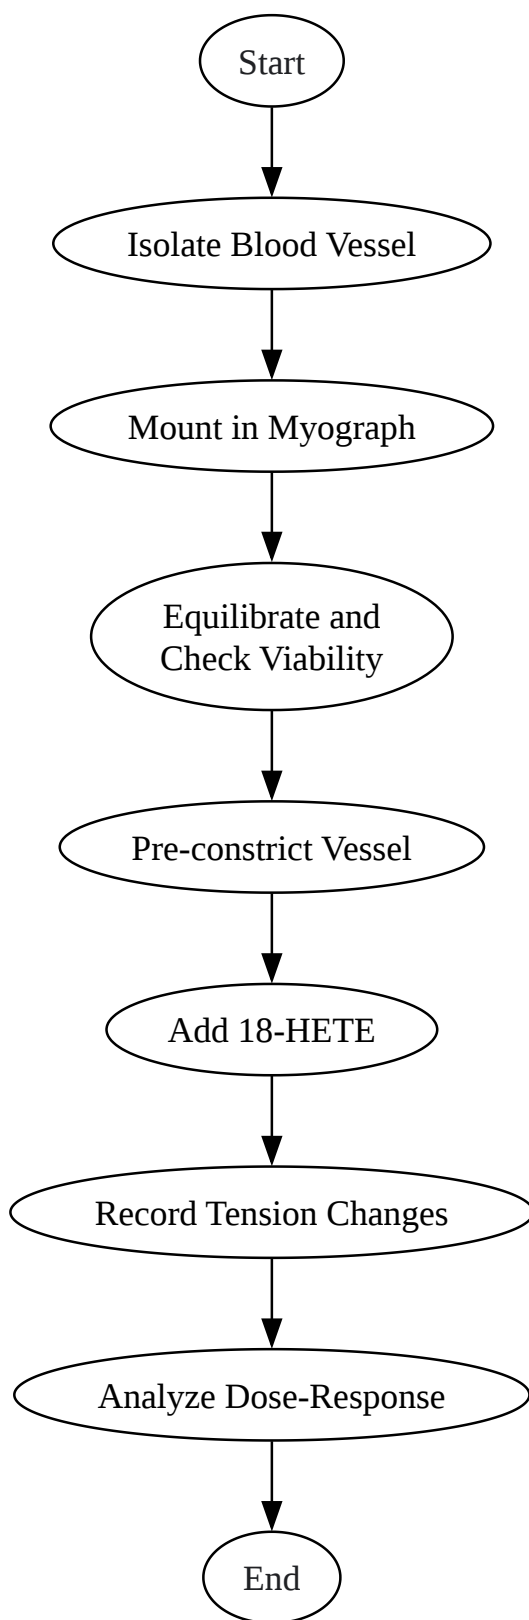 Start
Isolate Blood Vessel
Mount in Myograph
Equilibrate and
Check Viability
Pre-constrict Vessel
Add 18-HETE
Record Tension Changes
Analyze Dose-Response
End